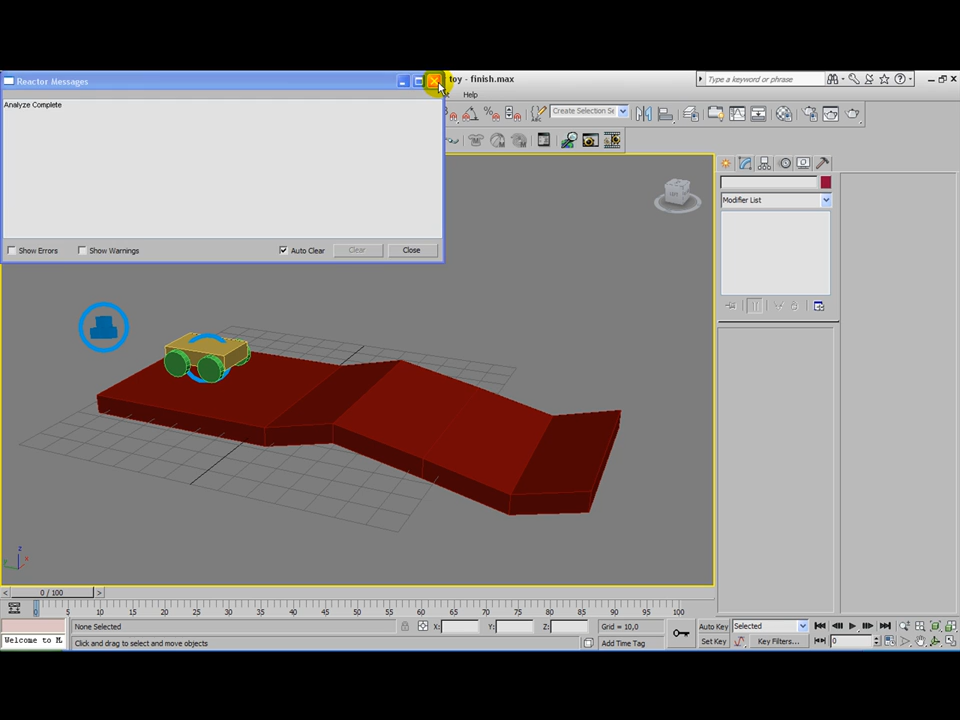 Reactor Messages
toy - finish.max
Type a keyword or phrase
Analyze Complete
Help
Create Selection Se
Modifier List
Show Errors
Show Warnings
Auto Clear
Clear
Close
0 / 100
0 5 10 15 20 25 30 35 40 45 50 55 60 65 70 75 80 85 90 95 100
None Selected
X:
Y:
Z:
Grid = 10,0
Auto Key
Selected
Welcome to M
Click and drag to select and move objects
Add Time Tag
Set Key
Key Filters...
0